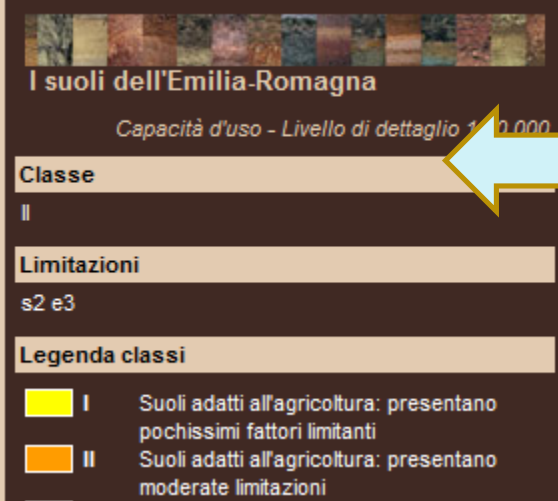 I suoli dell'Emilia-Romagna
Capacità d'uso - Livello di dettaglio
Classe
II
Limitazioni
s2 e3
Legenda classi
I Suoli adatti all'agricoltura: presentano
pochissimi fattori limitanti
II Suoli adatti all'agricoltura: presentano
moderate limitazioni